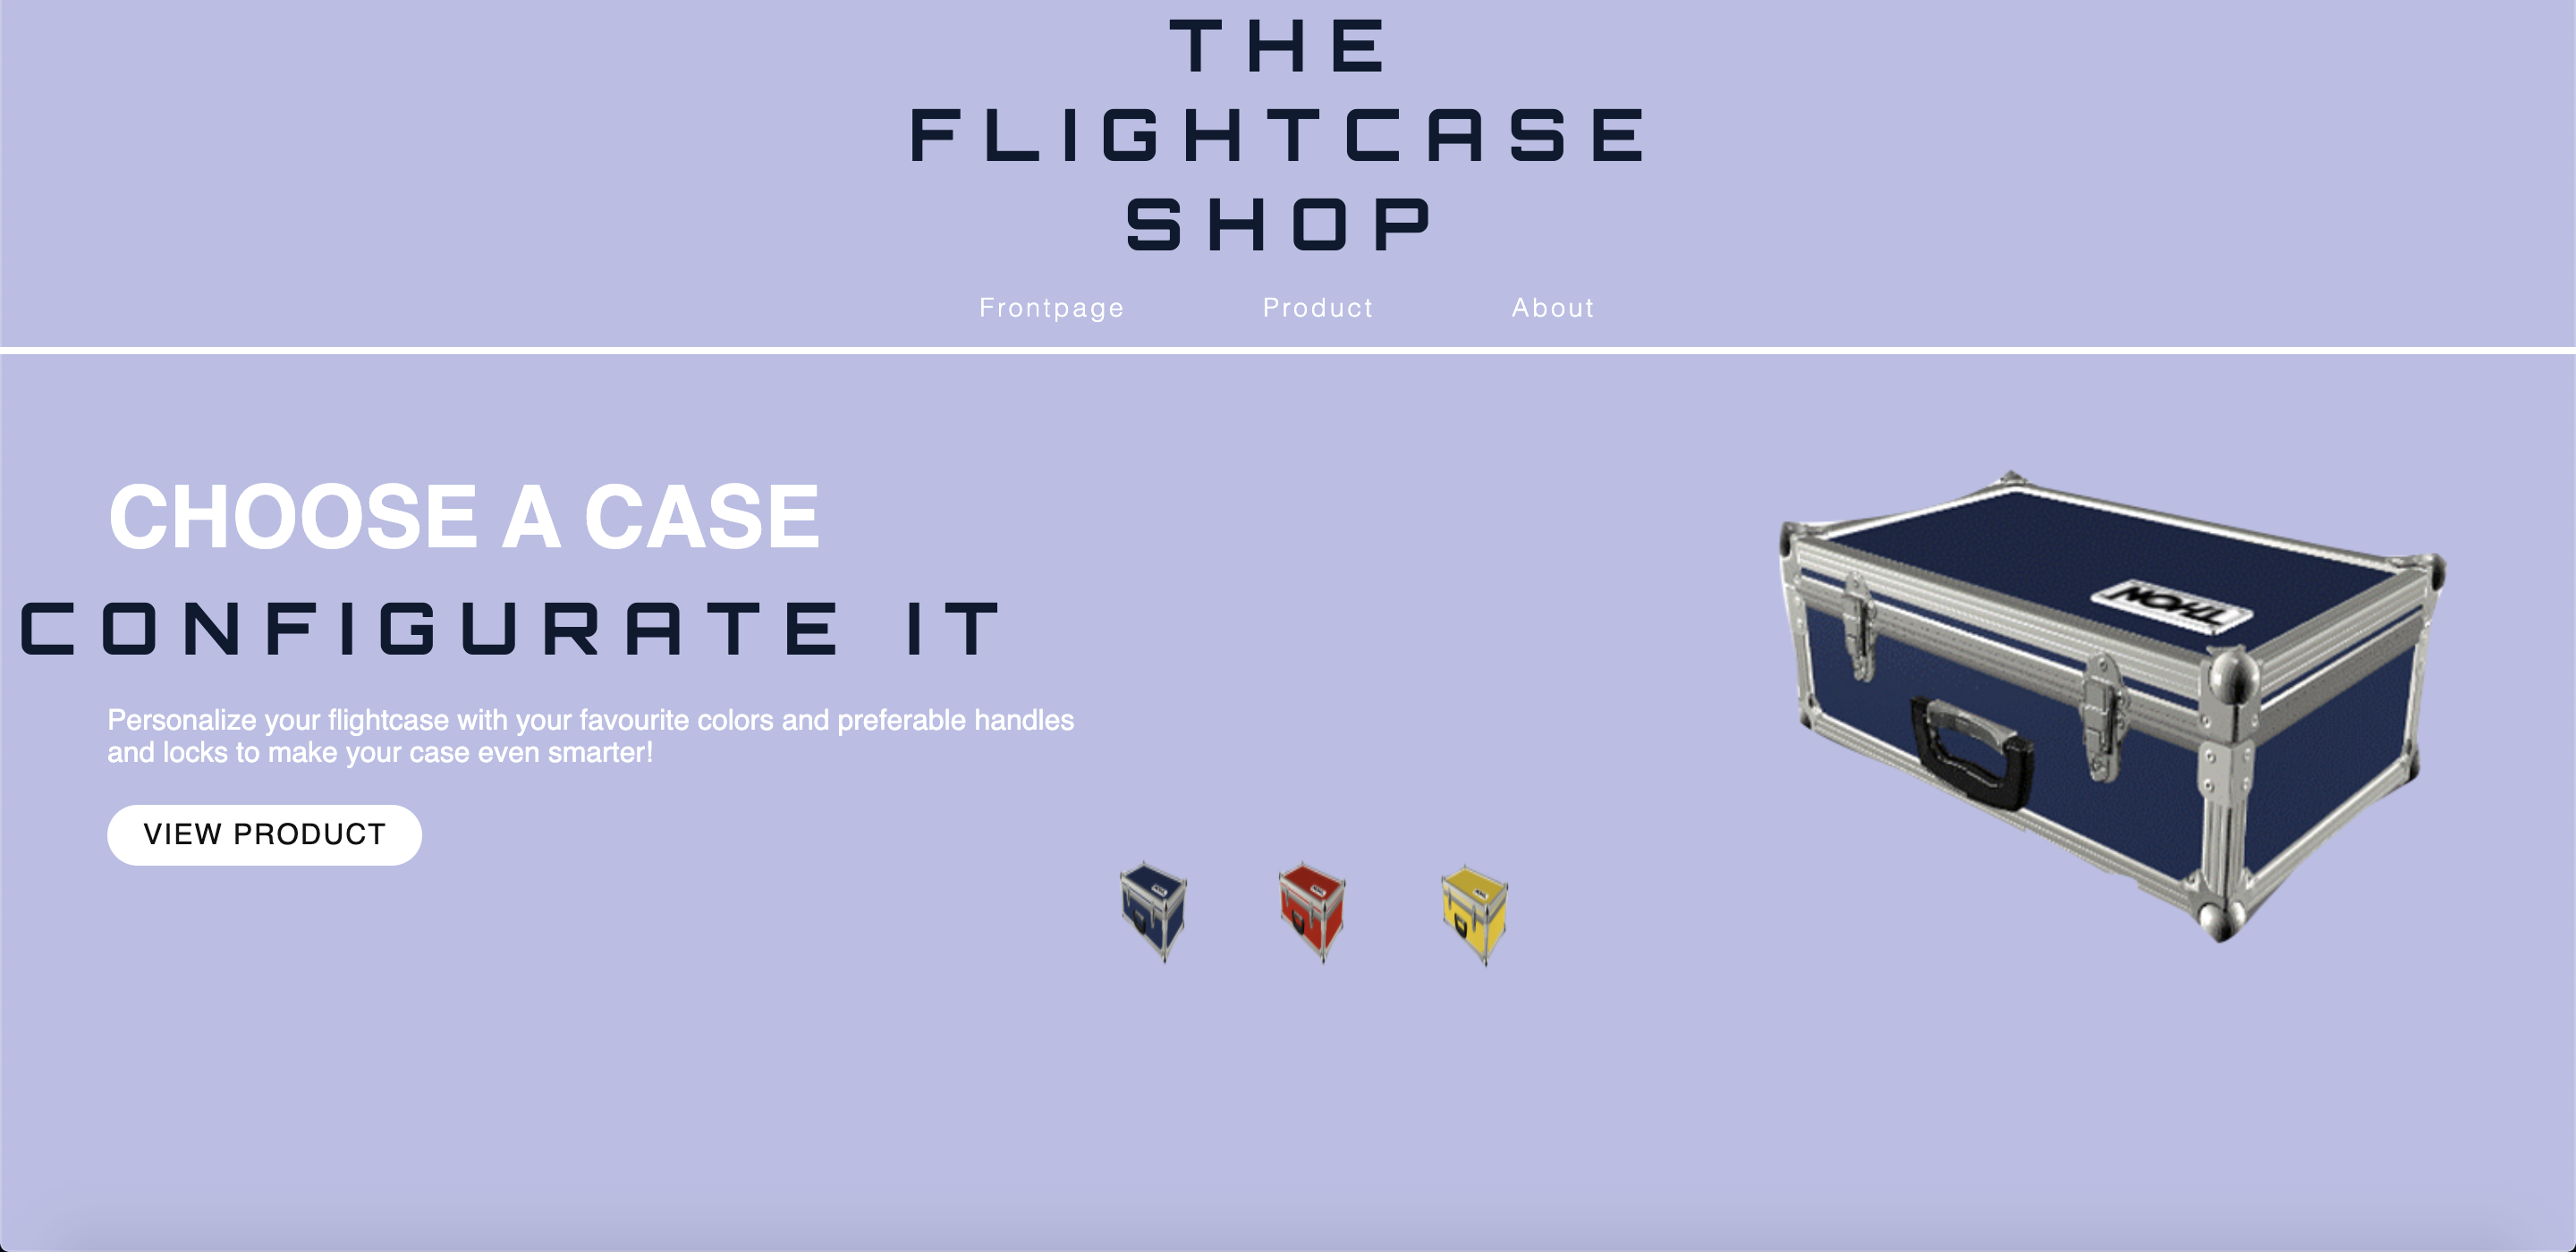 THE
FLIGHTCASE
SHOP
Frontpage Product About
CHOOSE A CASE
CONFIGURATE IT
Personalize your flightcase with your favourite colors and preferable handles
and locks to make your case even smarter!
VIEW PRODUCT
THON